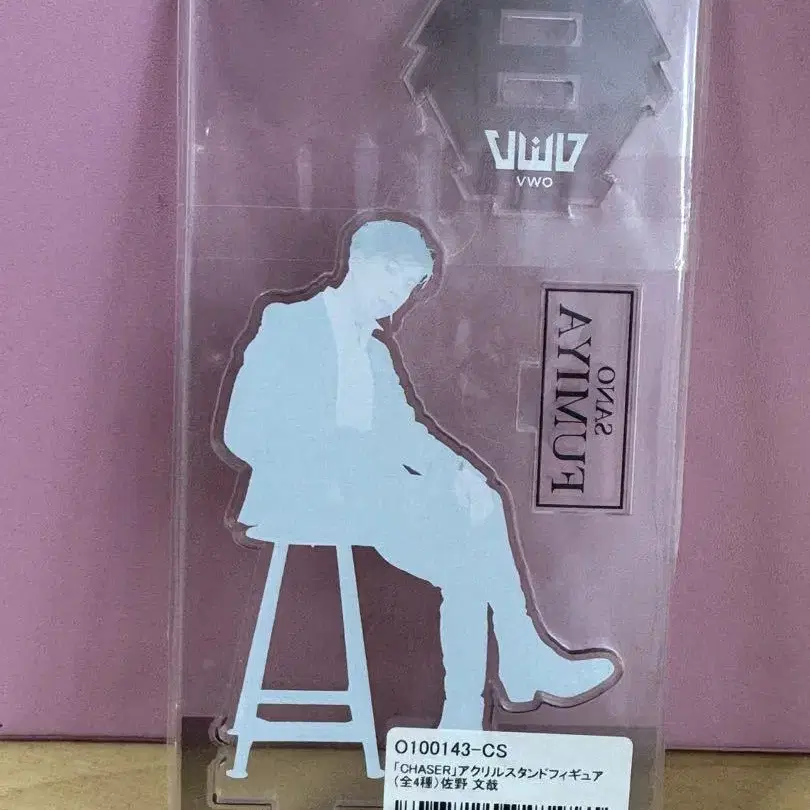 VWO
VWO
SANO
FUMIYA
O100143-CS
「CHASER」アクリルスタンドフィギュア
(全4種)佐野 文哉